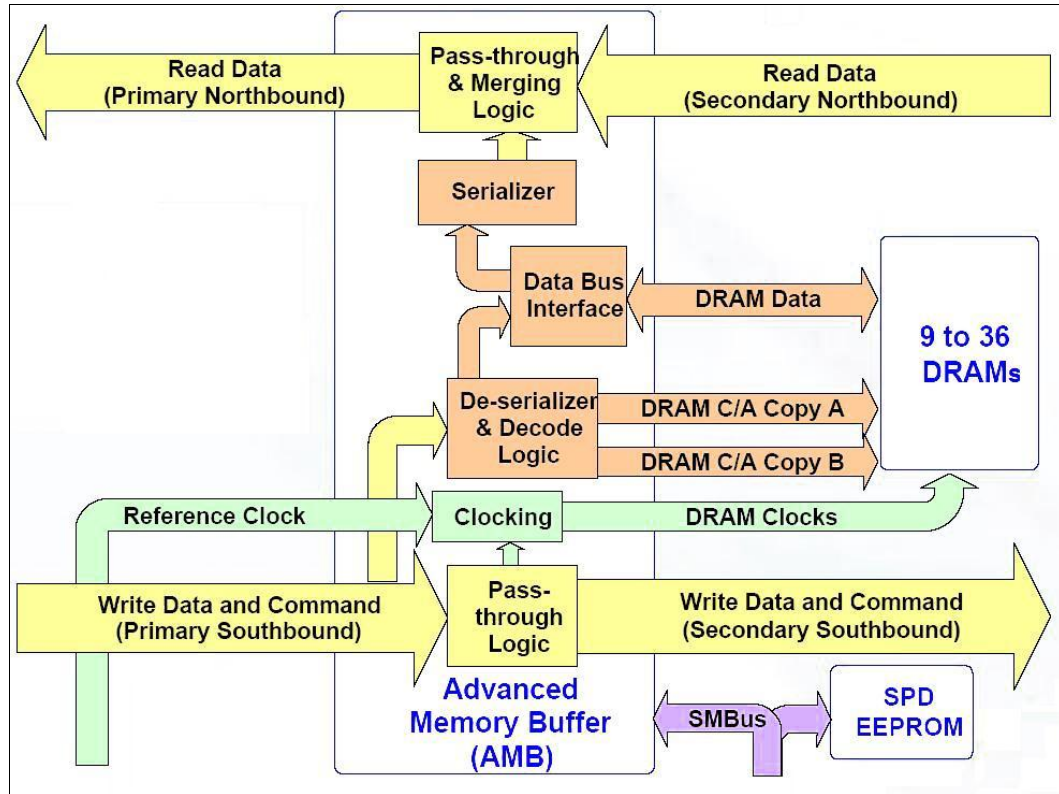 Read Data
(Primary Northbound)
Pass-through
& Merging
Logic
Read Data
(Secondary Northbound)
Serializer
Data Bus
Interface
DRAM Data
9 to 36
DRAMs
De-serializer
& Decode
Logic
DRAM C/A Copy A
DRAM C/A Copy B
Reference Clock
Clocking
DRAM Clocks
Write Data and Command
(Primary Southbound)
Pass-
through
Logic
Write Data and Command
(Secondary Southbound)
Advanced
Memory Buffer
(AMB)
SMBus
SPD
EEPROM